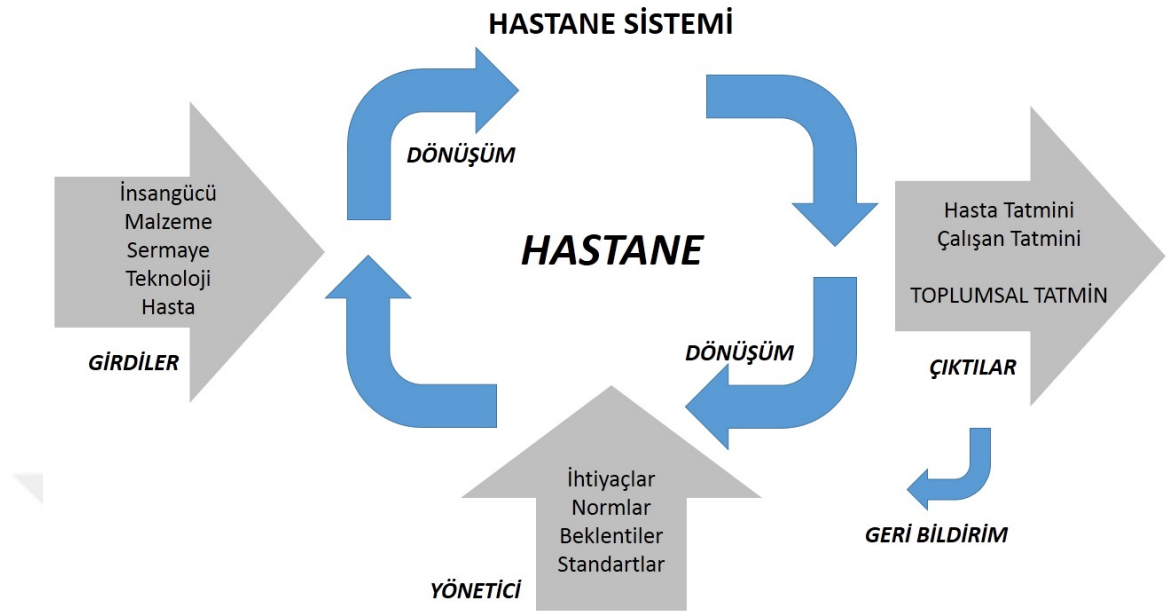 HASTANE SİSTEMİ
DÖNÜŞÜM
İnsangücü
Malzeme
Sermaye
Teknoloji
Hasta
GİRDİLER
HASTANE
Hasta Tatmini
Çalışan Tatmini
TOPLUMSAL TATMİN
ÇIKTILAR
DÖNÜŞÜM
İhtiyaçlar
Normlar
Beklentiler
Standartlar
YÖNETİCİ
GERİ BİLDİRİM